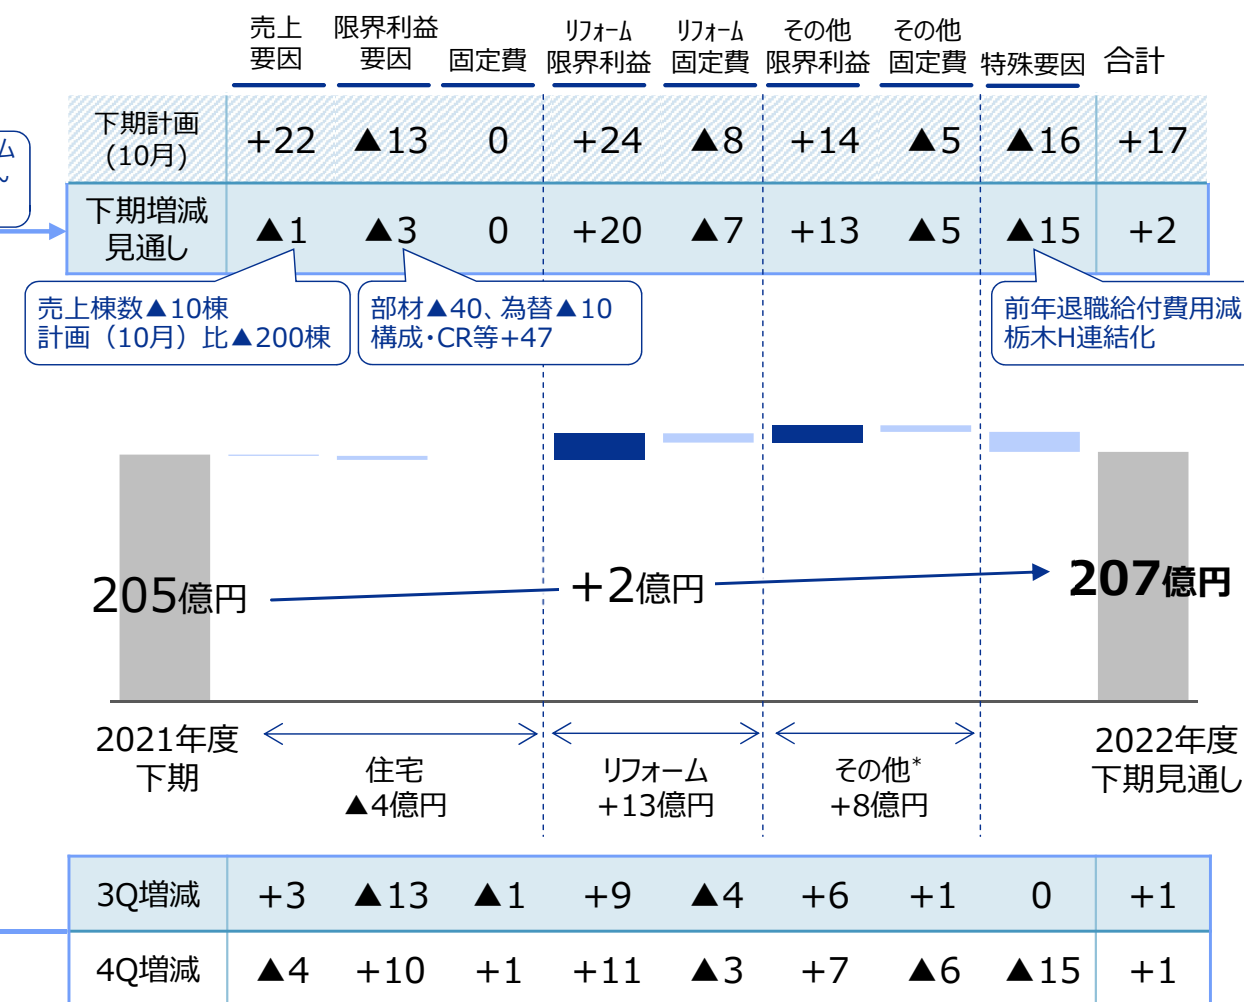 売上
要因
限界利益
要因
固定費
リフォーム
限界利益
リフォーム
固定費
その他
限界利益
その他
固定費
特殊要因
合計
下期計画
(10月)
+22 ▲13 0 +24 ▲8 +14 ▲5 ▲16 +17
ム
~
下期増減
見通し
▲1 ▲3 0 +20 ▲7 +13 ▲5 ▲15 +2
売上棟数▲10棟
計画（10月）比▲200棟
部材▲40、為替▲10
構成・CR等+47
前年退職給付費用減
栃木H連結化
205億円
+2億円
207億円
2021年度
下期
住宅
▲4億円
リフォーム
+13億円
その他*
+8億円
2022年度
下期見通し
3Q増減 +3 ▲13 ▲1 +9 ▲4 +6 +1 0 +1
4Q増減 ▲4 +10 +1 +11 ▲3 +7 ▲6 ▲15 +1